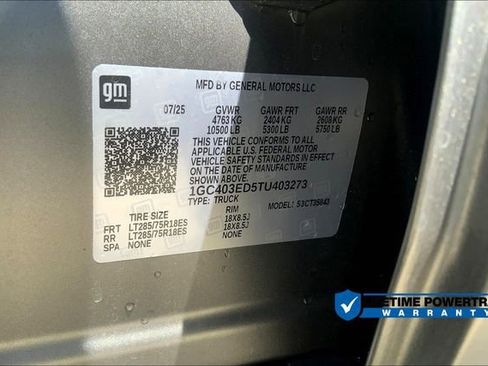 gm
MFD BY GENERAL MOTORS LLC
07/25 GVWR GAWR FRT GAWR RR
4763 KG 2404 KG 2608 KG
10500 LB 5300 LB 5750 LB
THIS VEHICLE CONFORMS TO ALL
APPLICABLE U.S. FEDERAL MOTOR
VEHICLE SAFETY STANDARDS IN EFFECT
ON THE DATE OF MANUFACTURE SHOWN ABOVE.
1GC403ED5TU403273
TYPE: TRUCK MODEL: 53CT35843
TIRE SIZE RIM
FRT LT285/75R18ES 18X8.5J
RR LT285/75R18ES 18X8.5J
SPA NONE NONE
LIFETIME POWERTRA
WARRANTY